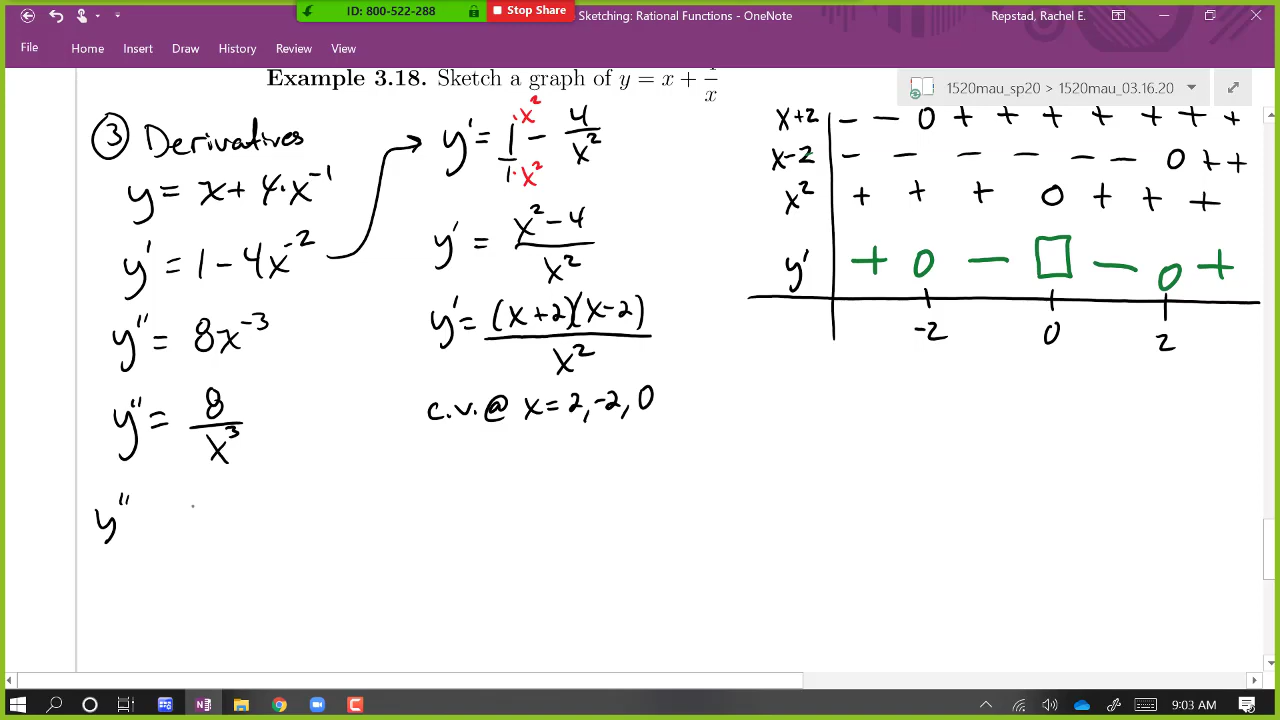 ID: 800-522-288 Stop Share
Sketching: Rational Functions - OneNote
Repstad, Rachel E.
File Home Insert Draw History Review View
1520mau_sp20 > 1520mau_03.16.20
Example 3.18. Sketch a graph of y = x + /x
③ Derivatives
y = x + 4·x⁻¹
y' = 1 - 4x⁻²
y'' = 8x⁻³
y'' = 8/x³
y''
y' = 1·x²/1·x² - 4/x²
y' = x² - 4/x²
y' = (x+2)(x-2)/x²
c.v.@ x = 2, -2, 0
x+2 - - 0 + + + + + + +
x-2 - - - - - - 0 + +
x² + + + 0 + + +
y' + 0 - □ - 0 +
-2 0 2
9:03 AM